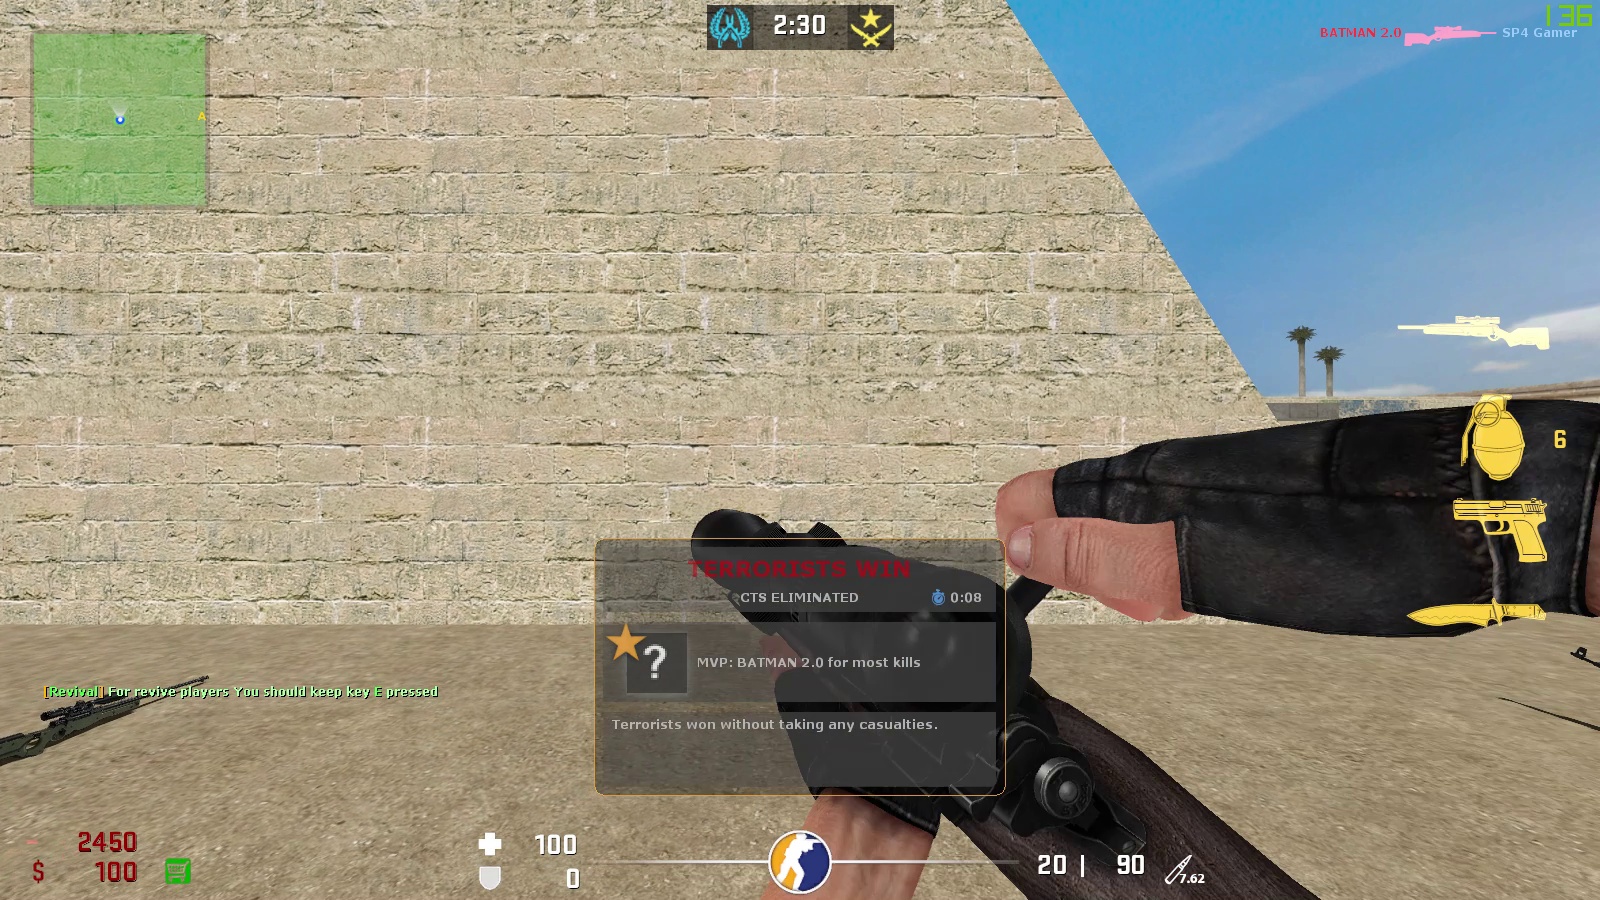 2:30
136
BATMAN 2.0 SP4 Gamer
A
6
TERRORISTS WIN
CTS ELIMINATED 0:08
?
MVP: BATMAN 2.0 for most kills
[Revival] For revive players You should keep key E pressed
Terrorists won without taking any casualties.
- 2450
$ 100
100
0
20 | 90
7.62